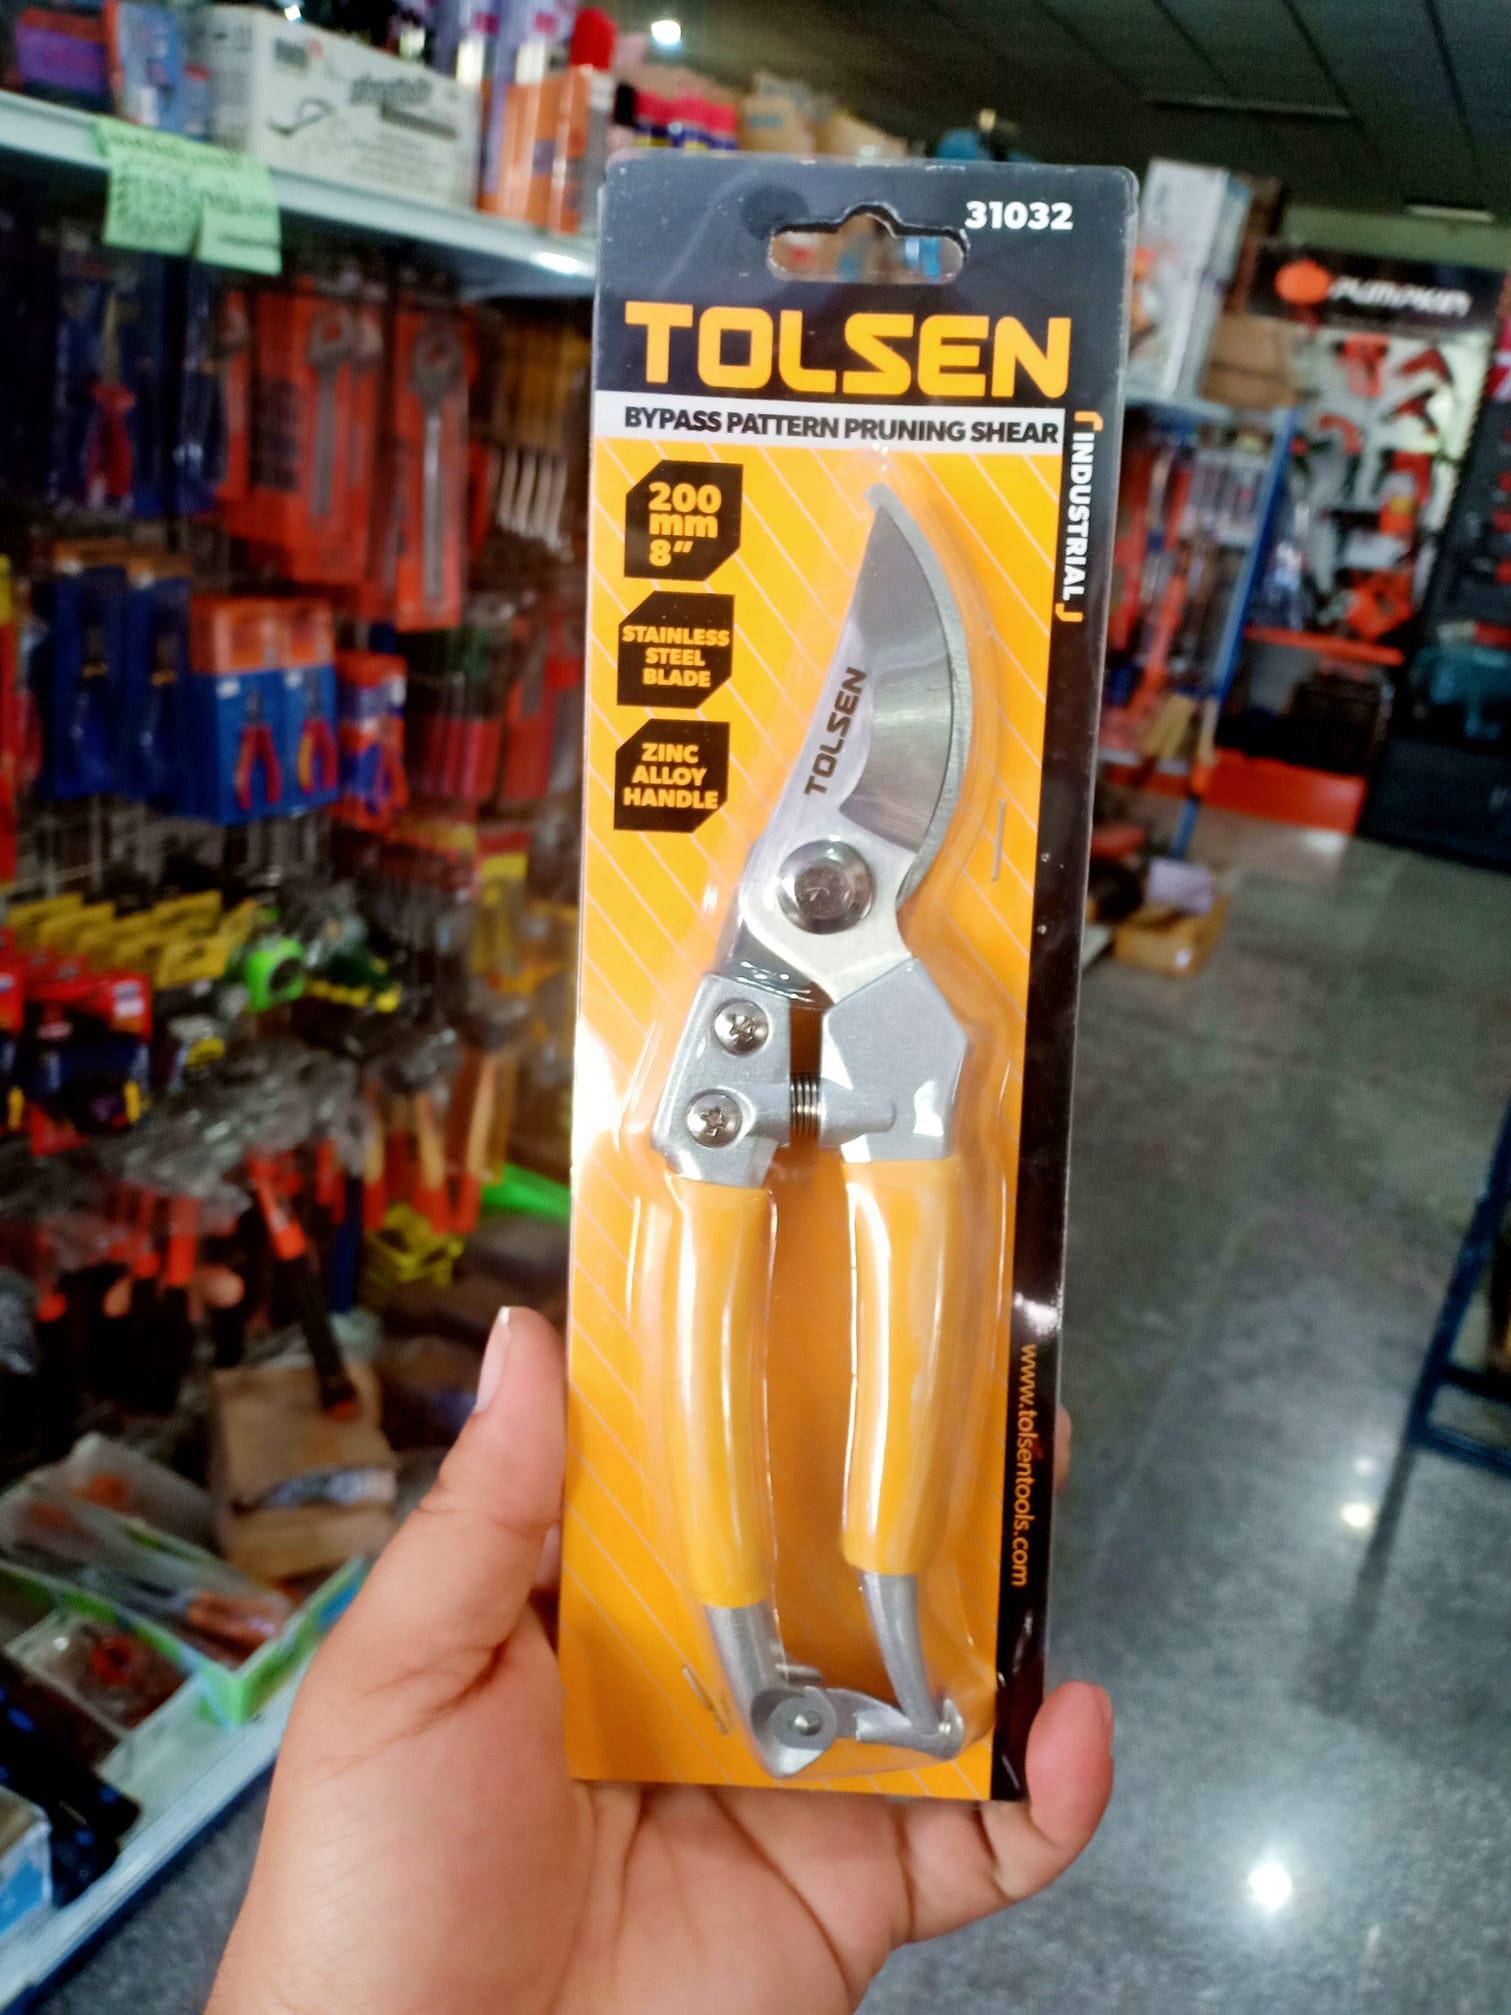 31032
TOLSEN
BYPASS PATTERN PRUNING SHEAR
INDUSTRIAL
200
mm
8”
STAINLESS
STEEL
BLADE
ZINC
ALLOY
HANDLE
TOLSEN
www.tolsentools.com
PUMPKIN